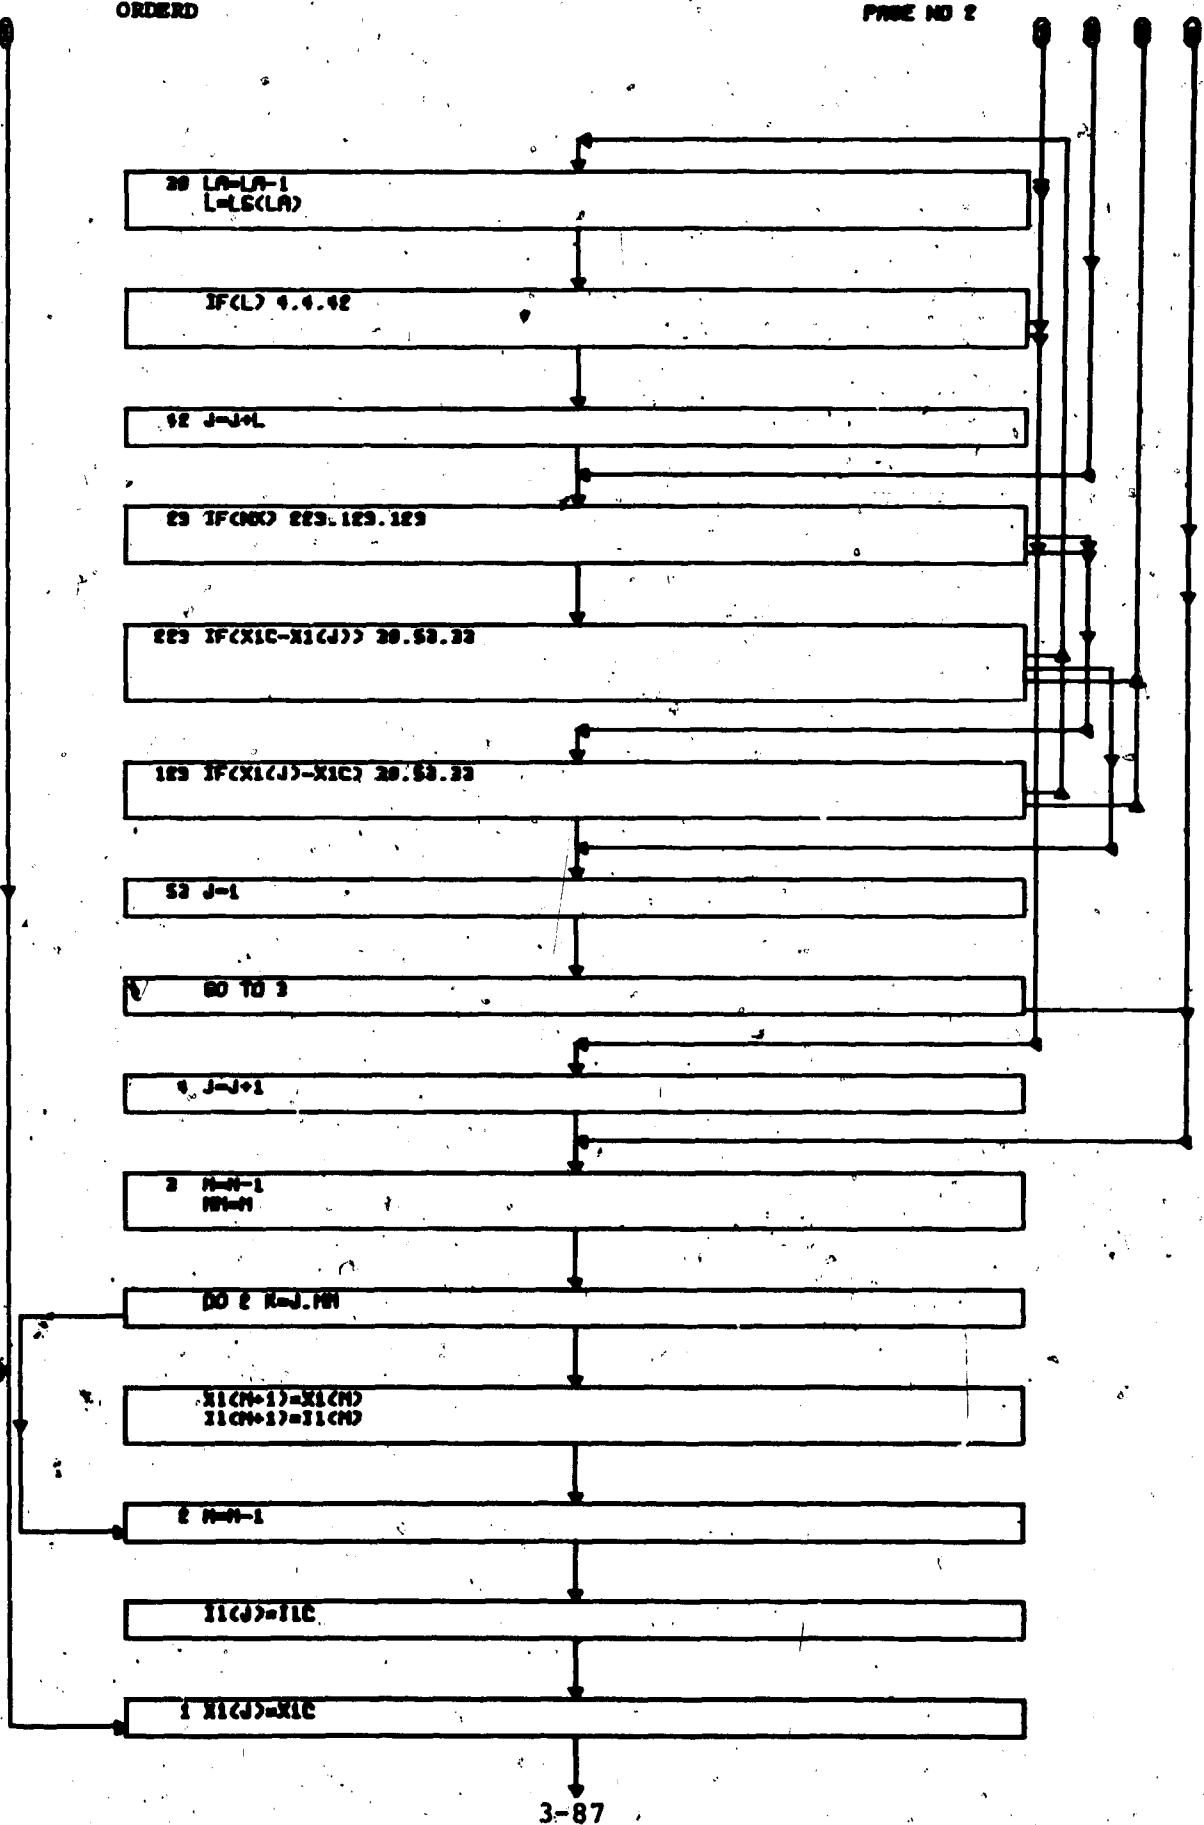 ORDERD
PAGE NO 2
30 LA=LA-1
L=LS(LA)
IF(L) 4,4,42
42 J=J+L
23 IF(NX) 223,123,123
223 IF(X1C-X1(J)) 30,53,33
123 IF(X1(J)-X1C) 30,53,33
53 J=1
GO TO 3
4 J=J+1
3 M=N-1
MM=M
DO 2 K=J,MM
X1(M+1)=X1(M)
I1(M+1)=I1(M)
2 M=M-1
I1(J)=I1C
1 X1(J)=X1C
3-87